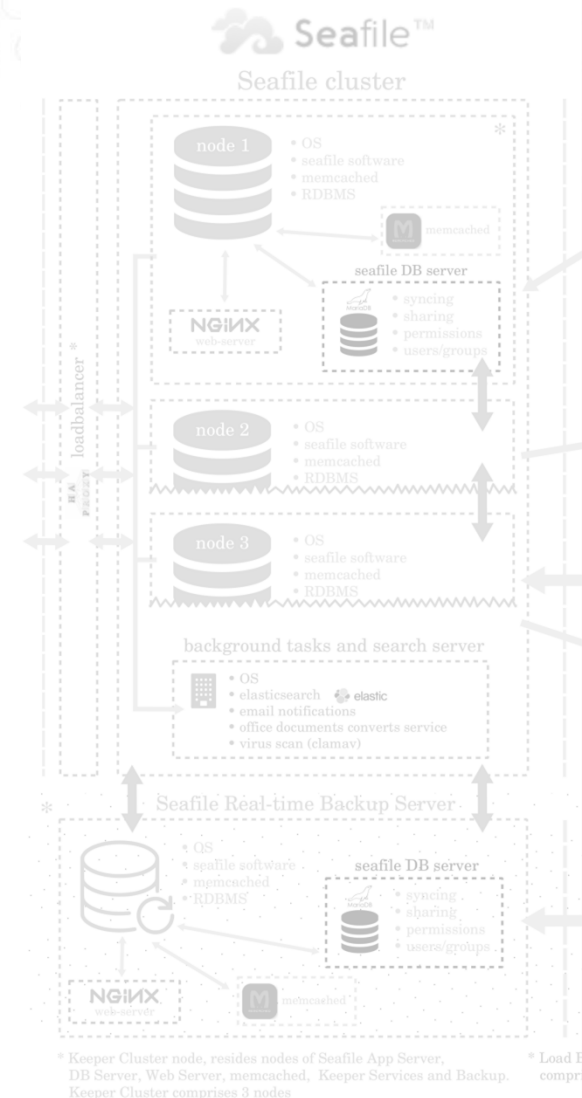 Seafile™
Seafile cluster
*
node 1
• OS
• seafile software
• memcached
• RDBMS
M
memcached
seafile DB server
MariaDB
• syncing
• sharing
• permissions
• users/groups
NGINX
web-server
loadbalancer *
HA
PROXY
node 2
• OS
• seafile software
• memcached
• RDBMS
node 3
• OS
• seafile software
• memcached
• RDBMS
background tasks and search server
• OS
• elasticsearch elastic
• email notifications
• office documents converts service
• virus scan (clamav)
* Seafile Real-time Backup Server
• OS
• seafile software
• memcached
• RDBMS
seafile DB server
MariaDB
• syncing
• sharing
• permissions
• users/groups
NGINX
web-server
M
memcached
* Keeper Cluster node, resides nodes of Seafile App Server,
DB Server, Web Server, memcached, Keeper Services and Backup.
Keeper Cluster comprises 3 nodes
* Load